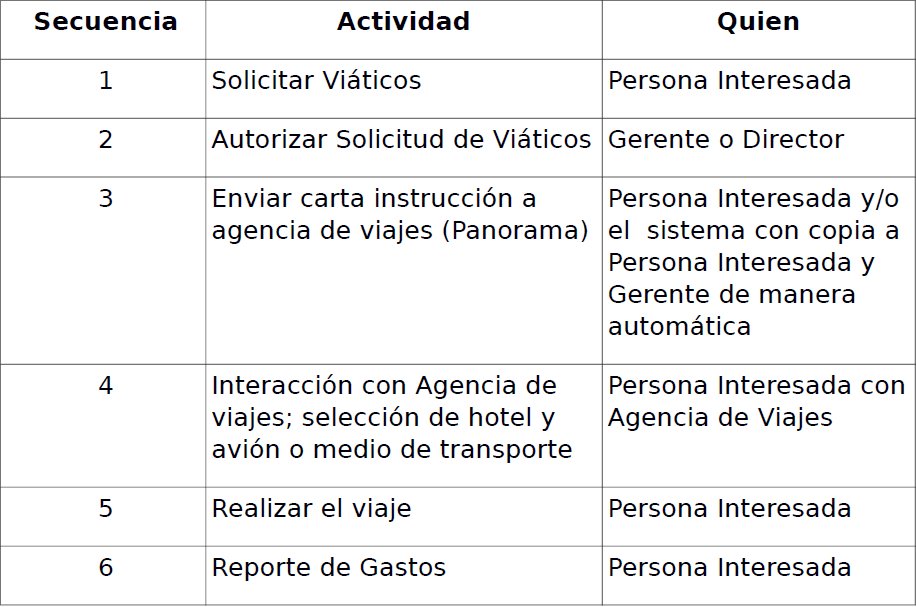 Secuencia Actividad Quien
1 Solicitar Viáticos Persona Interesada
2 Autorizar Solicitud de Viáticos Gerente o Director
3 Enviar carta instrucción a Persona Interesada y/o
agencia de viajes (Panorama) el sistema con copia a
Persona Interesada y
Gerente de manera
automática
4 Interacción con Agencia de Persona Interesada con
viajes; selección de hotel y Agencia de Viajes
avión o medio de transporte
5 Realizar el viaje Persona Interesada
6 Reporte de Gastos Persona Interesada